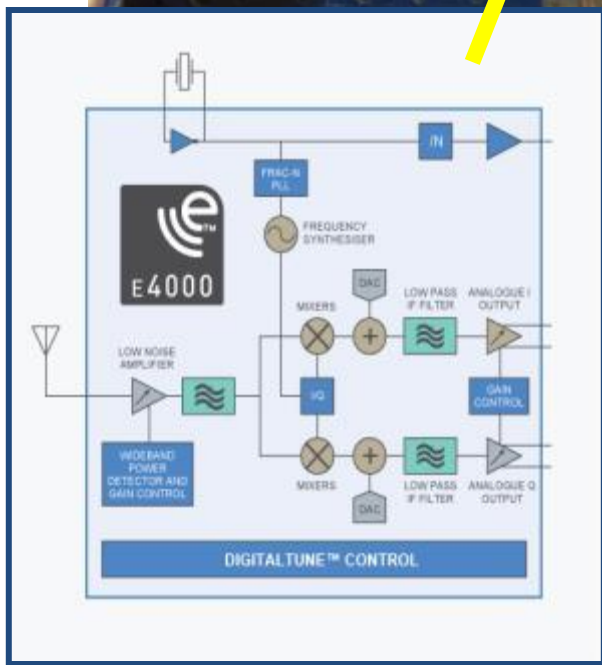 /N
FRAC-N
PLL
FREQUENCY
SYNTHESISER
e™
E4000
DAC
MIXERS
LOW PASS
IF FILTER
ANALOGUE I
OUTPUT
LOW NOISE
AMPLIFIER
I/Q
GAIN
CONTROL
WIDEBAND
POWER
DETECTOR AND
GAIN CONTROL
MIXERS
DAC
LOW PASS
IF FILTER
ANALOGUE Q
OUTPUT
DIGITALTUNE™ CONTROL